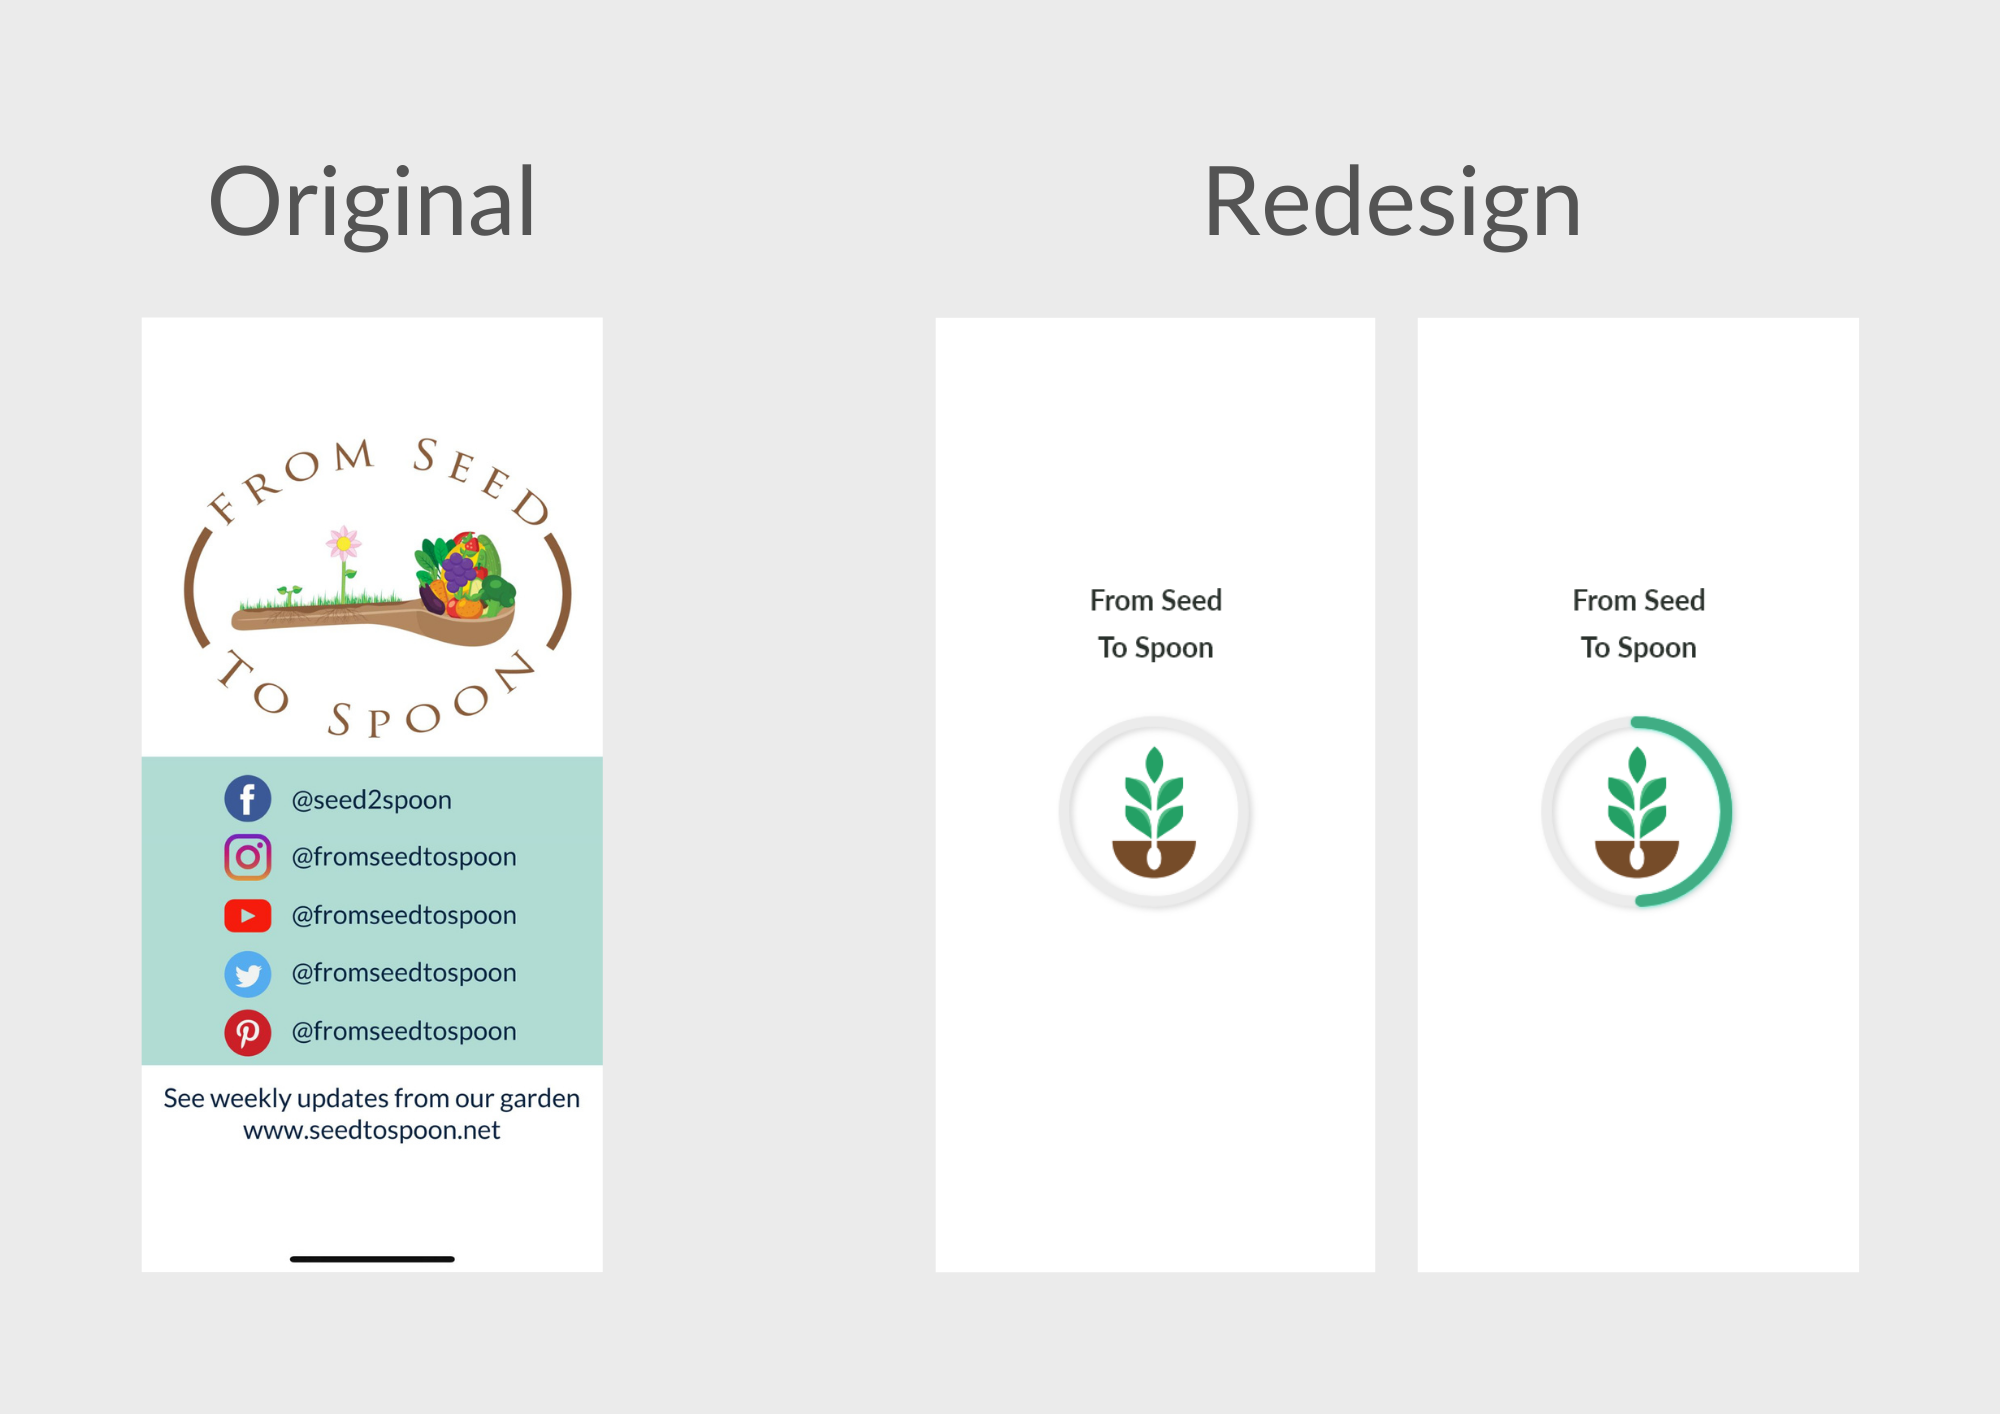 Original
Redesign
FROM SEED
TO SPOON
@seed2spoon
@fromseedtospoon
@fromseedtospoon
@fromseedtospoon
@fromseedtospoon
See weekly updates from our garden
www.seedtospoon.net
From Seed
To Spoon
From Seed
To Spoon